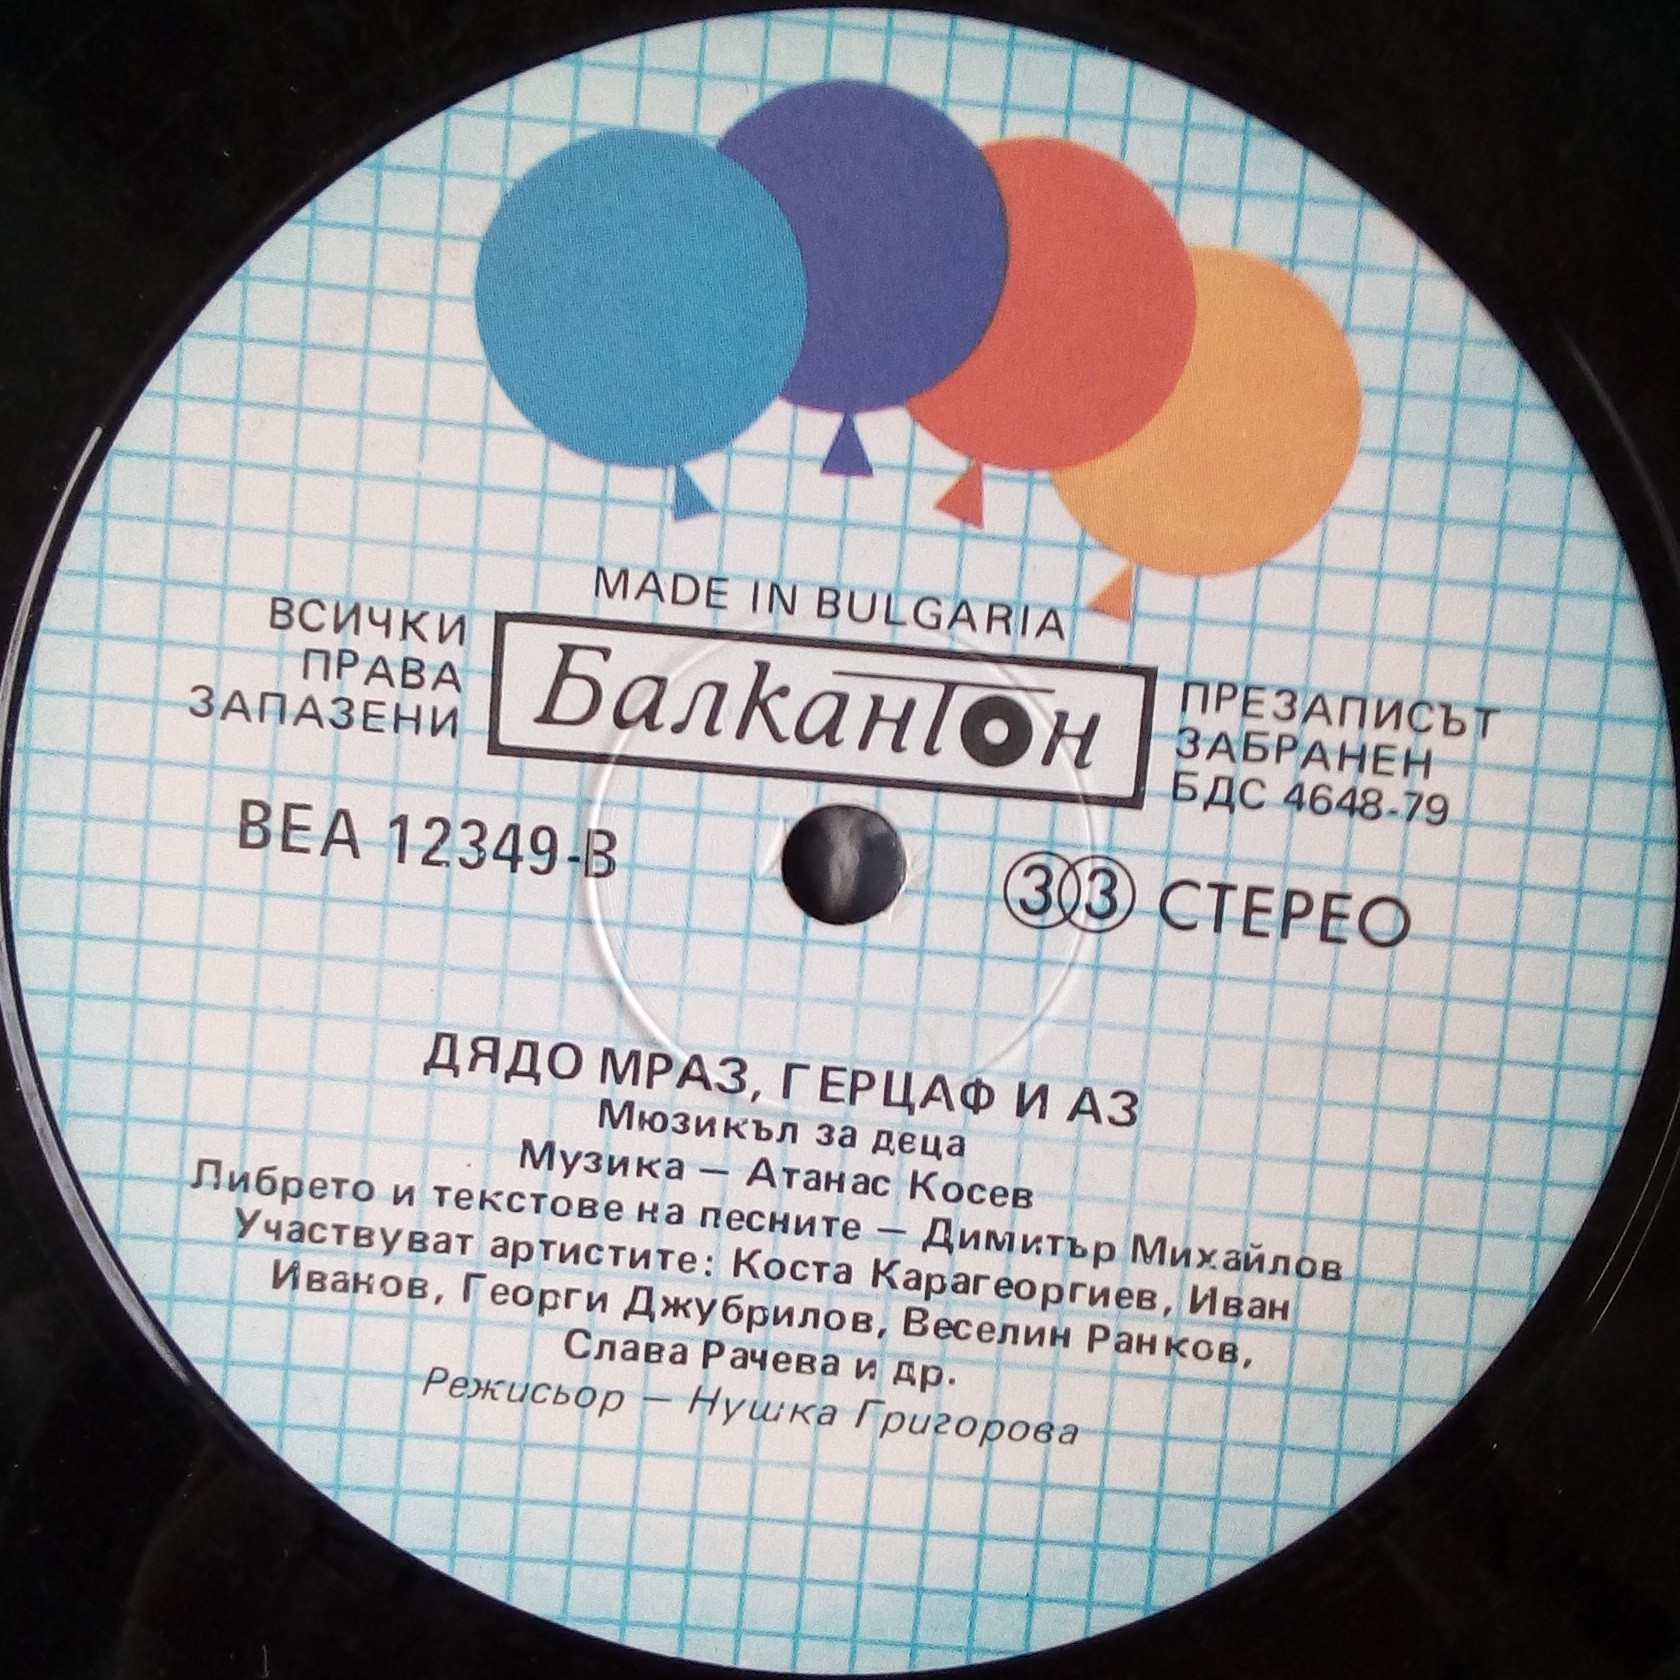 MADE IN BULGARIA
ВСИЧКИ
ПРАВА
ЗАПАЗЕНИ
Балкантон
ПРЕЗАПИСЪТ
ЗАБРАНЕН
БДС 4648-79
ВЕА 12349-В
33 СТЕРЕО
ДЯДО МРАЗ, ГЕРЦАФ И АЗ
Мюзикъл за деца
Музика — Атанас Косев
Либрето и текстове на песните — Димитър Михайлов
Участвуват артистите: Коста Карагеоргиев, Иван
Иванов, Георги Джубрилов, Веселин Ранков,
Слава Рачева и др.
Режисьор — Нушка Григорова